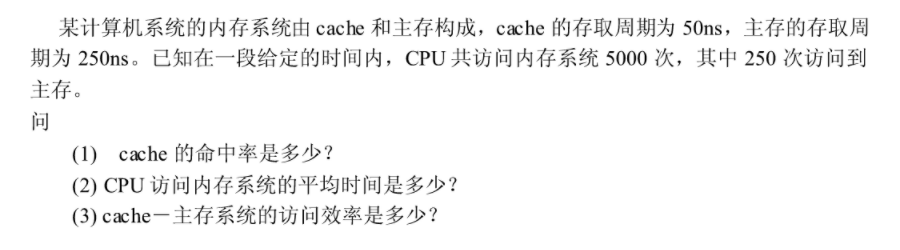 某计算机系统的内存系统由 cache 和主存构成，cache 的存取周期为 50ns，主存的存取周
期为 250ns。已知在一段给定的时间内，CPU 共访问内存系统 5000 次，其中 250 次访问到
主存。
问
(1) cache 的命中率是多少？
(2) CPU 访问内存系统的平均时间是多少？
(3) cache－主存系统的访问效率是多少？